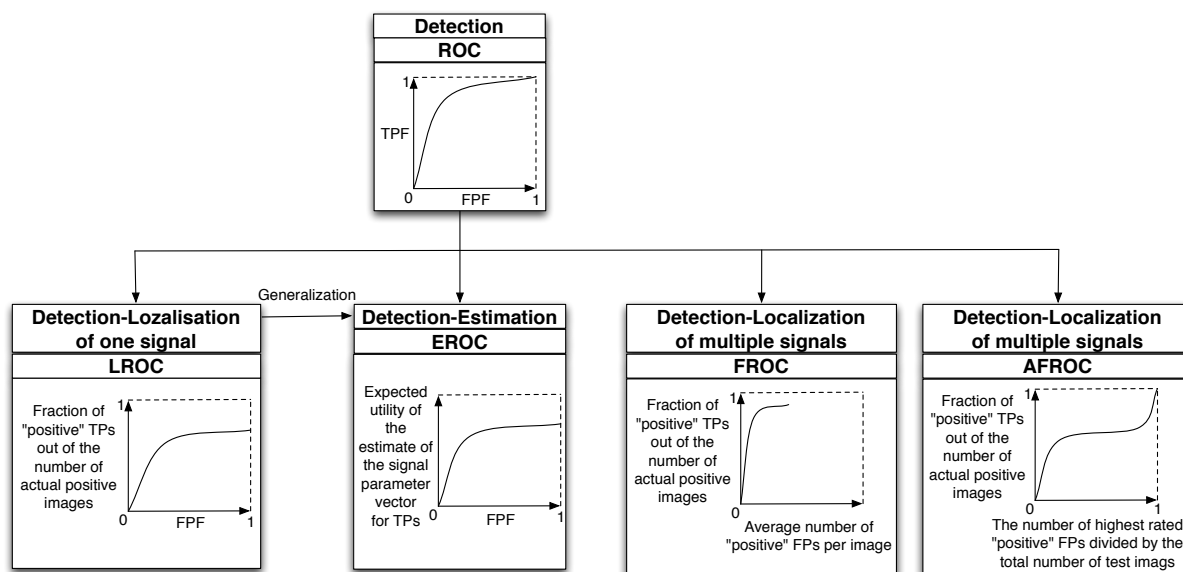 Detection
ROC
1
TPF
0
FPF
1
Generalization
Detection-Lozalisation
of one signal
LROC
Fraction of
"positive" TPs
out of the
number of
actual positive
images
1
0
FPF
1
Detection-Estimation
EROC
Expected
utility of
the
estimate of
the signal
parameter
vector
for TPs
1
0
FPF
1
Detection-Localization
of multiple signals
FROC
Fraction of
"positive" TPs
out of the
number of
actual positive
images
1
0
Average number of
"positive" FPs per image
Detection-Localization
of multiple signals
AFROC
Fraction of
"positive" TPs
out of the
number of
actual positive
images
1
0
1
The number of highest rated
"positive" FPs divided by the
total number of test imags